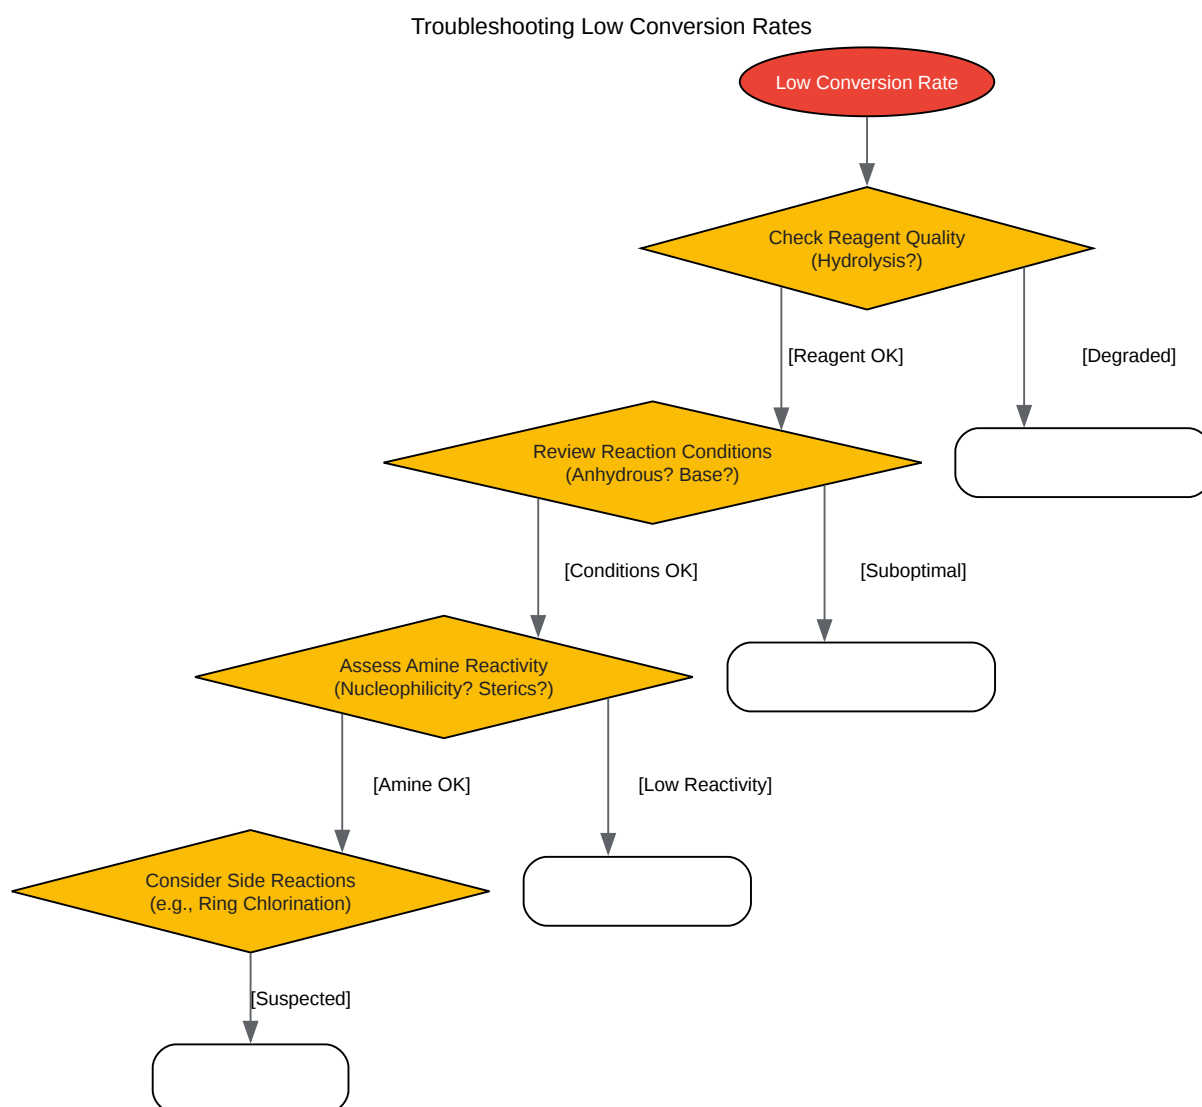 Troubleshooting Low Conversion Rates
Low Conversion Rate
Check Reagent Quality
(Hydrolysis?)
[Reagent OK]
[Degraded]
Review Reaction Conditions
(Anhydrous? Base?)
[Conditions OK]
[Suboptimal]
Assess Amine Reactivity
(Nucleophilicity? Sterics?)
[Amine OK]
[Low Reactivity]
Consider Side Reactions
(e.g., Ring Chlorination)
[Suspected]